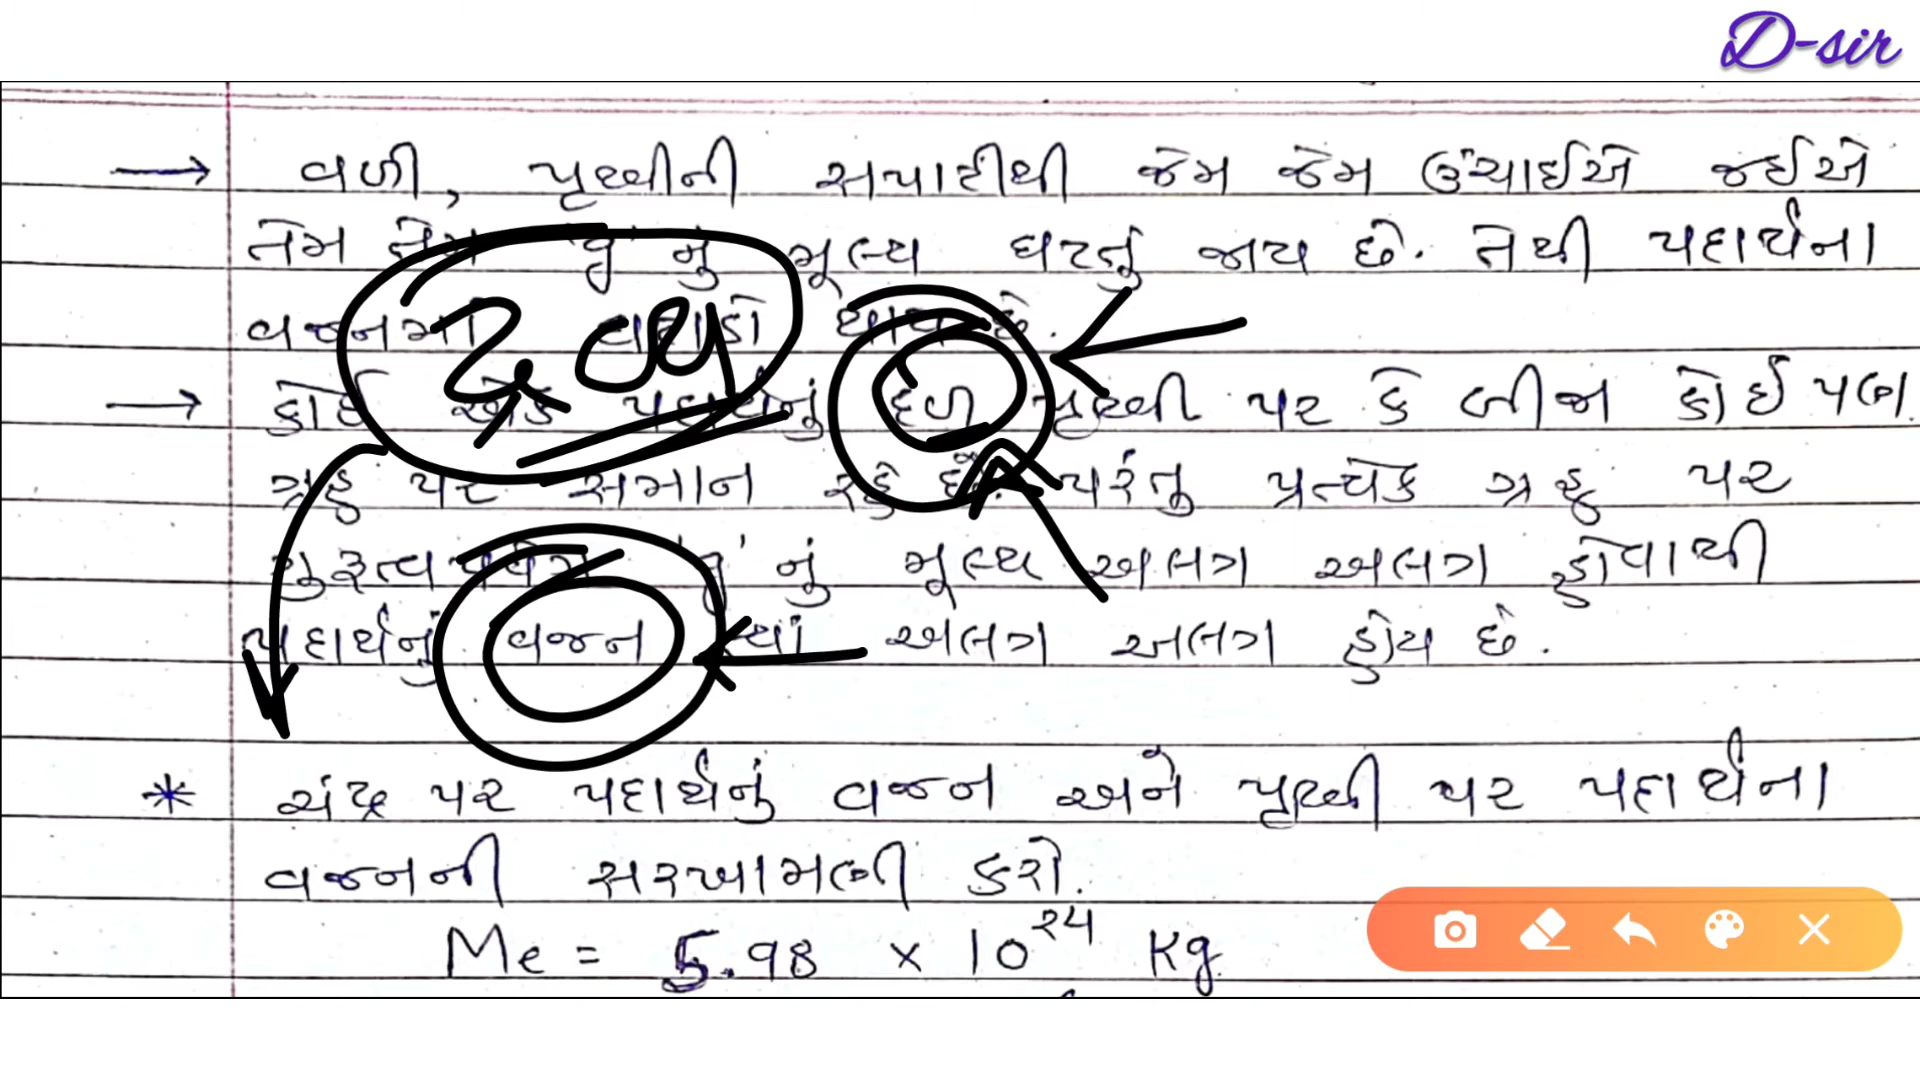 D-sir
→ વળી, પૃથ્વીની સપાટીથી જેમ જેમ ઉંચાઈએ જઈએ
તેમ તેમ 'g' નું મૂલ્ય ઘટતું જાય છે. તેથી પદાર્થના
વજનમાં ઘટાડો થાય છે.
દ્રવ્ય
→ કોઈ એક પદાર્થનું દળ પૃથ્વી પર કે બીજા કોઈ પણ
ગ્રહ પર સમાન રહે છે. પરંતુ પ્રત્યેક ગ્રહ પર
ગુરૂત્વ પ્રવેગ 'g' નું મૂલ્ય અલગ અલગ હોવાથી
પદાર્થનું વજન ત્યાં અલગ અલગ હોય છે.
* ચંદ્ર પર પદાર્થનું વજન અને પૃથ્વી પર પદાર્થના
વજનની સરખામણી કરો.
Me = 5.98 × 10²⁴ Kg